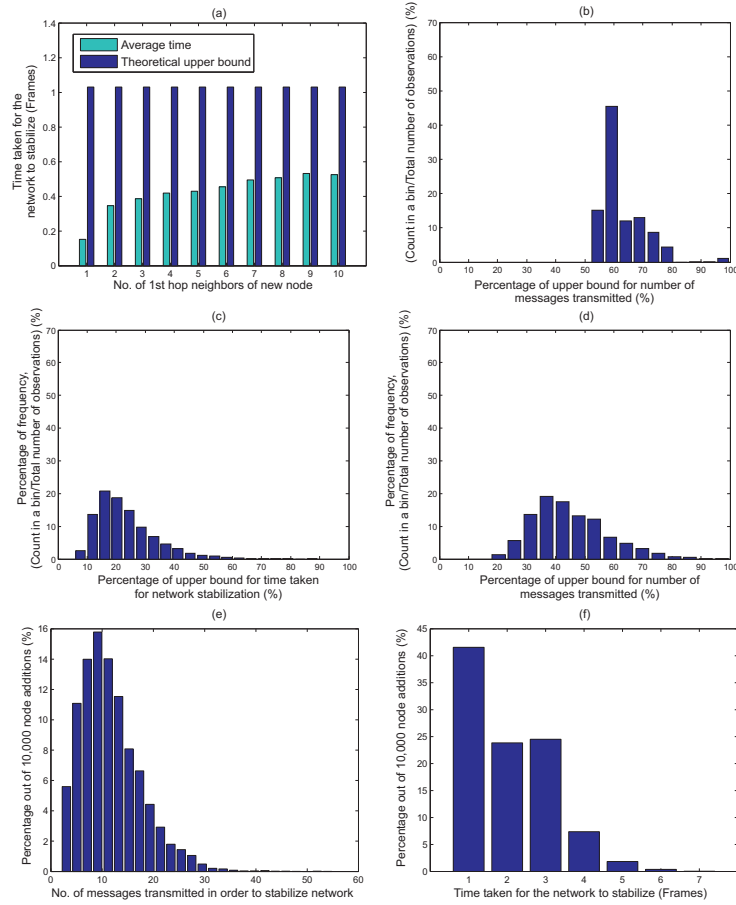 (a)
1.4
1.2
1
0.8
0.6
0.4
0.2
0
Time taken for the
network to stabilize (Frames)
Average time
Theoretical upper bound
1 2 3 4 5 6 7 8 9 10
No. of 1st hop neighbors of new node
(b)
70
60
50
40
30
20
10
0
(Count in a bin/Total number of observations) (%)
0 10 20 30 40 50 60 70 80 90 100
Percentage of upper bound for number of
messages transmitted (%)
(c)
70
60
50
40
30
20
10
0
Percentage of frequency,
(Count in a bin/Total number of observations) (%)
0 20 40 60 80 100
Percentage of upper bound for time taken
for network stabilization (%)
(d)
70
60
50
40
30
20
10
0
Percentage of frequency,
(Count in a bin/Total number of observations) (%)
0 10 20 30 40 50 60 70 80 90 100
Percentage of upper bound for number of
messages transmitted (%)
(e)
16
14
12
10
8
6
4
2
0
Percentage out of 10,000 node additions (%)
0 10 20 30 40 50 60
No. of messages transmitted in order to stabilize network
(f)
45
40
35
30
25
20
15
10
5
0
Percentage out of 10,000 node additions (%)
1 2 3 4 5 6 7
Time taken for the network to stabilize (Frames)